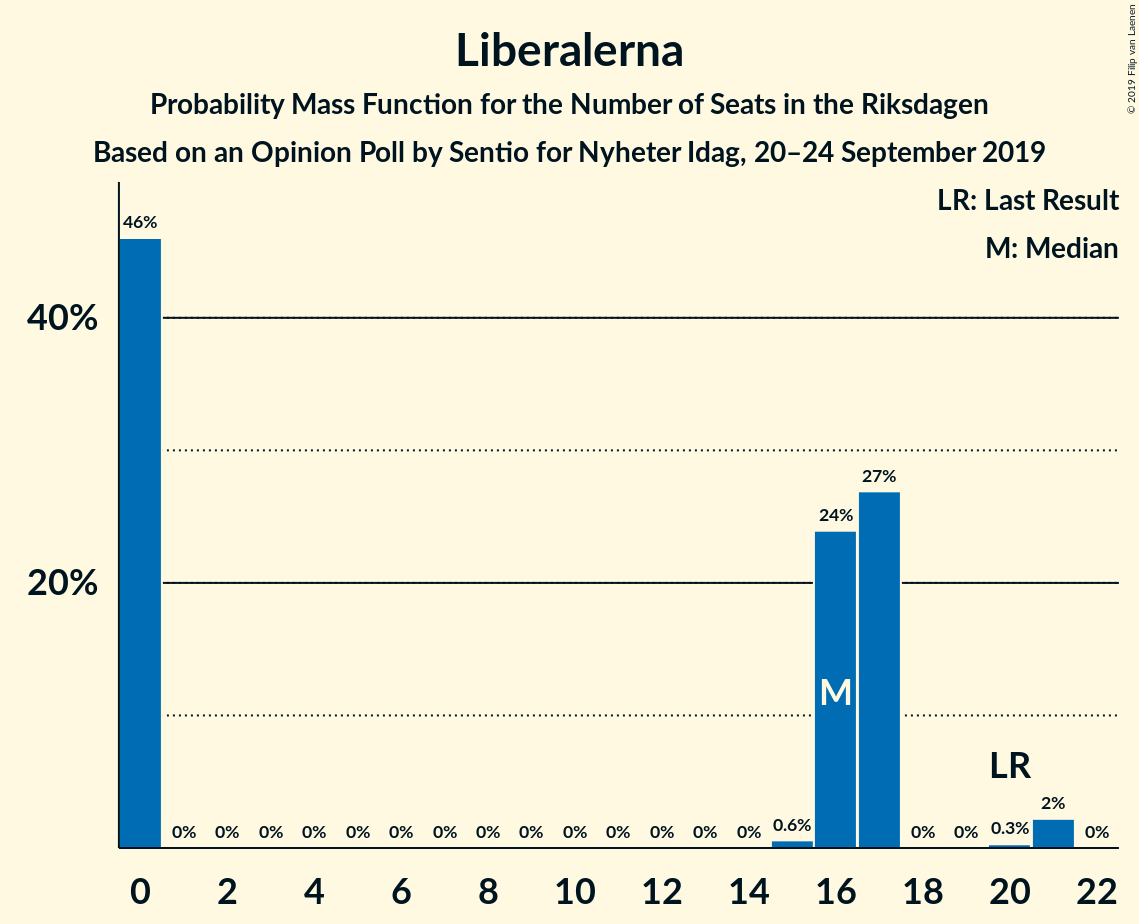 Liberalerna
Probability Mass Function for the Number of Seats in the Riksdagen
Based on an Opinion Poll by Sentio for Nyheter Idag, 20–24 September 2019
© 2019 Filip van Laenen
LR: Last Result
M: Median
46%
40%
27%
24%
20%
M
LR
0% 0% 0% 0% 0% 0% 0% 0% 0% 0% 0% 0% 0% 0% 0.6% 0% 0% 0.3% 2% 0%
0 2 4 6 8 10 12 14 16 18 20 22